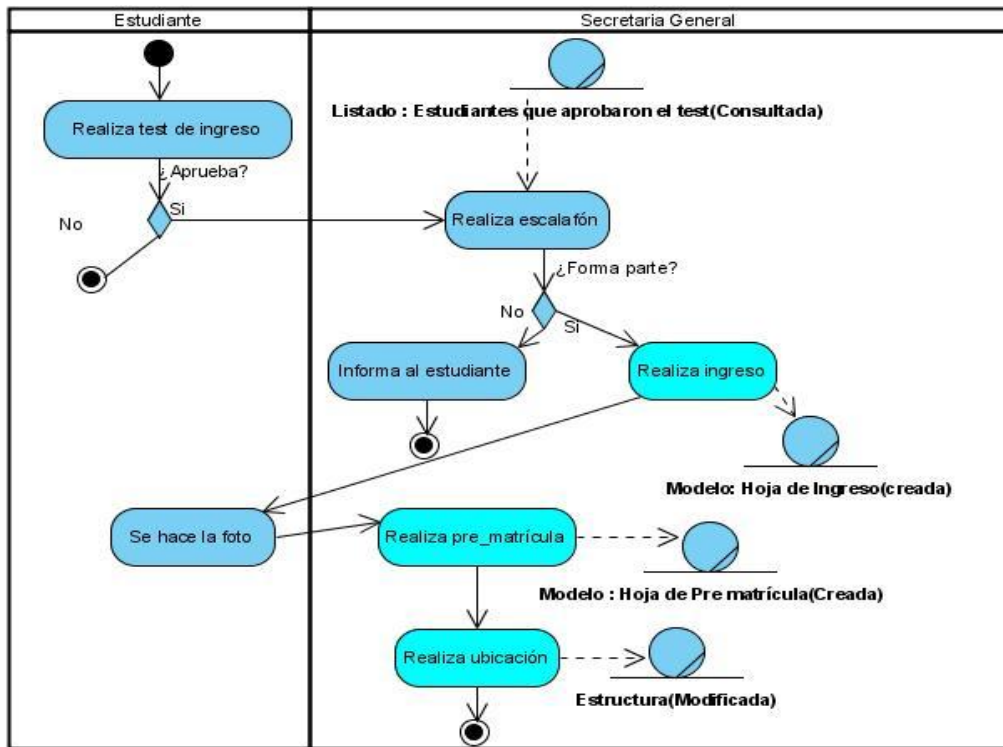 Estudiante
Secretaria General
Realiza test de ingreso
Listado : Estudiantes que aprobaron el test(Consultada)
¿Aprueba?
No
Si
Realiza escalafón
¿Forma parte?
No
Si
Informa al estudiante
Realiza ingreso
Modelo: Hoja de Ingreso(creada)
Se hace la foto
Realiza pre_matrícula
Modelo : Hoja de Pre matrícula(Creada)
Realiza ubicación
Estructura(Modificada)